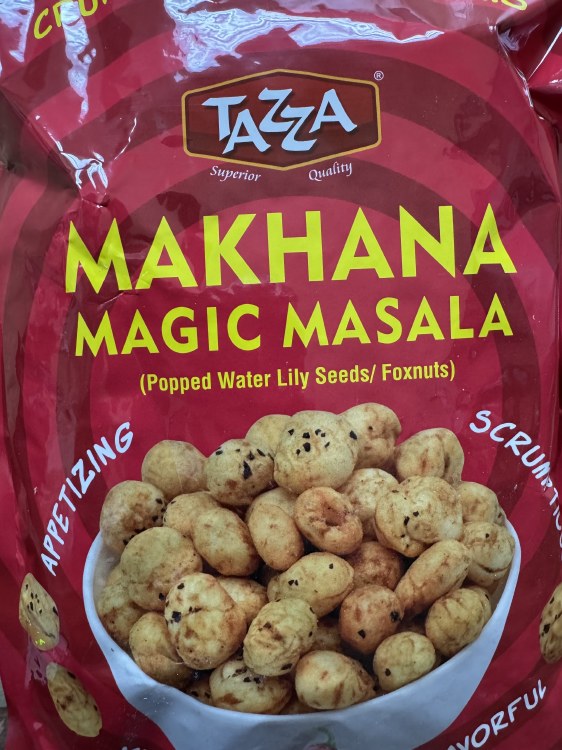 TAZZA
®
Superior Quality
MAKHANA
MAGIC MASALA
(Popped Water Lily Seeds/ Foxnuts)
APPETIZING